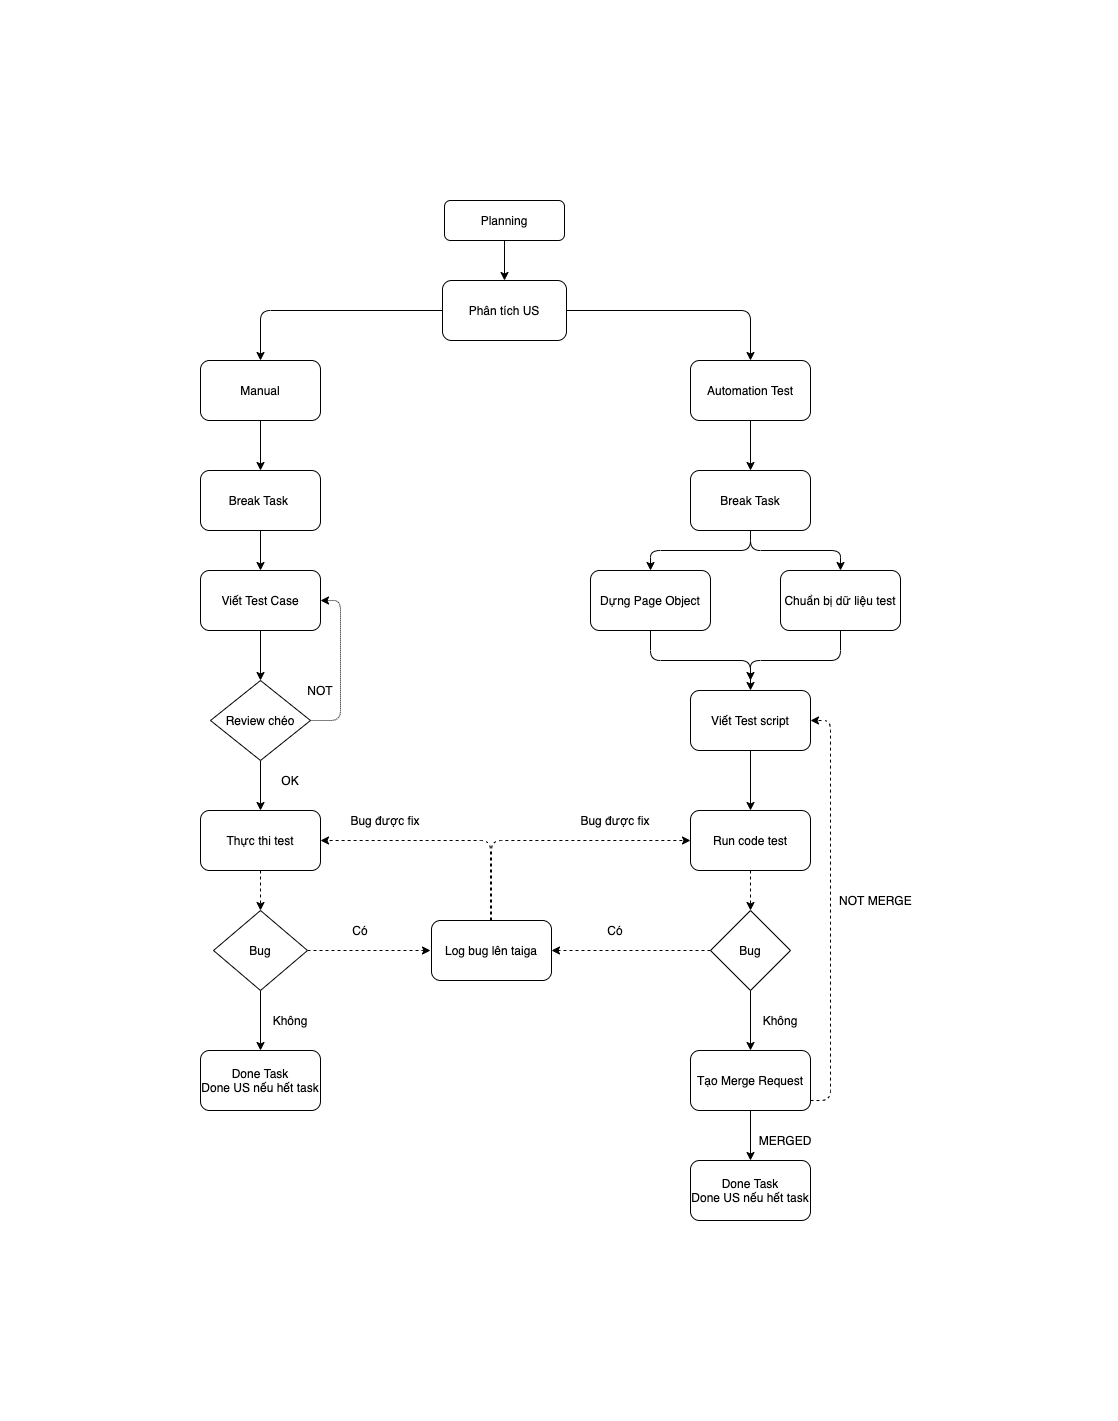 Planning
Phân tích US
Manual
Automation Test
Break Task
Break Task
Viết Test Case
Dựng Page Object
Chuẩn bị dữ liệu test
NOT
Review chéo
Viết Test script
OK
Bug được fix
Bug được fix
Thực thi test
Run code test
NOT MERGE
Có
Có
Bug
Log bug lên taiga
Bug
Không
Không
Done Task
Done US nếu hết task
Tạo Merge Request
MERGED
Done Task
Done US nếu hết task